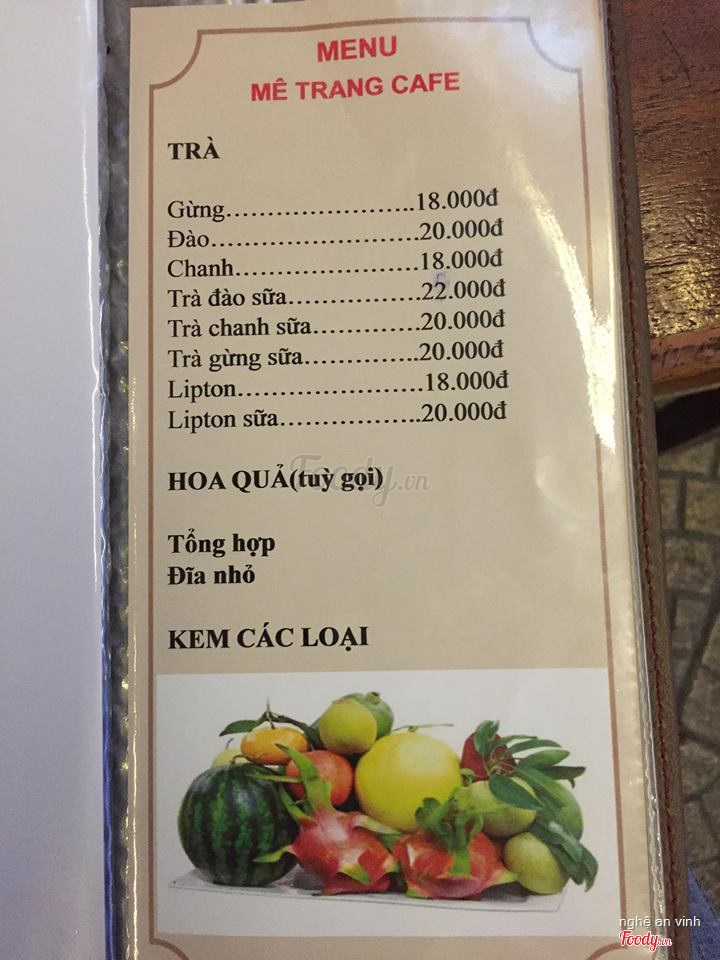 MENU
MÊ TRANG CAFE
TRÀ
Gừng…………………..18.000đ
Đào…………………….20.000đ
Chanh………………….18.000đ
Trà đào sữa…………….22.000đ
Trà chanh sữa………….20.000đ
Trà gừng sữa…………..20.000đ
Lipton………………….18.000đ
Lipton sữa……………..20.000đ
HOA QUẢ(tuỳ gọi)
Foody.vn
Tổng hợp
Đĩa nhỏ
KEM CÁC LOẠI
nghệ an vinh
Foody.vn